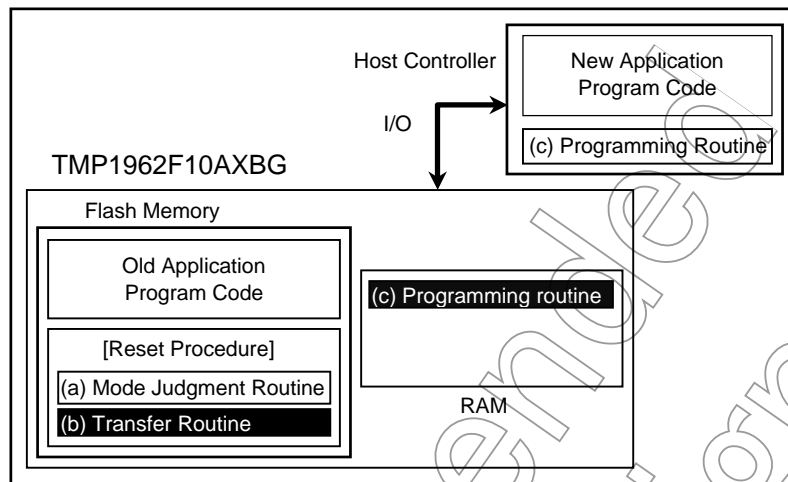 Host Controller
New Application
Program Code
(c) Programming Routine
I/O
TMP1962F10AXBG
Flash Memory
Old Application
Program Code
[Reset Procedure]
(a) Mode Judgment Routine
(b) Transfer Routine
(c) Programming routine
RAM
ended